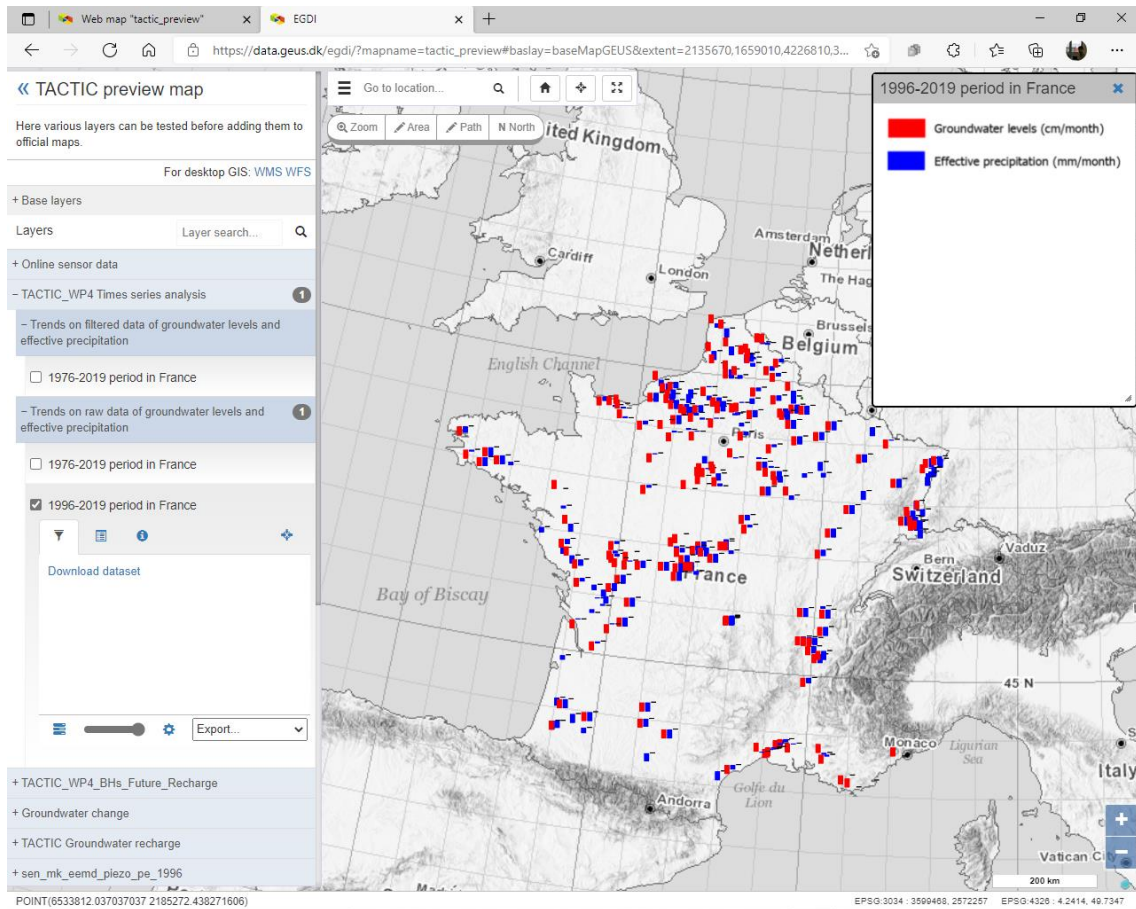 Web map "tactic_preview"
EGDI
https://data.geus.dk/egdi/?mapname=tactic_preview#baslay=baseMapGEUS&extent=2135670,1659010,4226810,3...
TACTIC preview map
Here various layers can be tested before adding them to
official maps.
For desktop GIS: WMS WFS
+ Base layers
Layers
Layer search...
+ Online sensor data
− TACTIC_WP4 Times series analysis
1
− Trends on filtered data of groundwater levels and
effective precipitation
1976-2019 period in France
− Trends on raw data of groundwater levels and
effective precipitation
1
1976-2019 period in France
1996-2019 period in France
Download dataset
Export...
+ TACTIC_WP4_BHs_Future_Recharge
+ Groundwater change
+ TACTIC Groundwater recharge
+ sen_mk_eemd_piezo_pe_1996
POINT(6533812.037037037 2185272.438271606)
Go to location...
Zoom
Area
Path
N North
1996-2019 period in France
Groundwater levels (cm/month)
Effective precipitation (mm/month)
ited Kingdom
Amsterdam
Netherl
Cardiff
London
The Hag
Brussels
Belgium
English Channel
Paris
Bern
Vaduz
Switzerland
France
Bay of Biscay
45 N
Monaco
Ligurian
Sea
Italy
Golfe du
Lion
Andorra
Vatican Ci
200 km
EPSG:3034 : 3599468, 2572257
EPSG:4326 : 4.2414, 49.7347